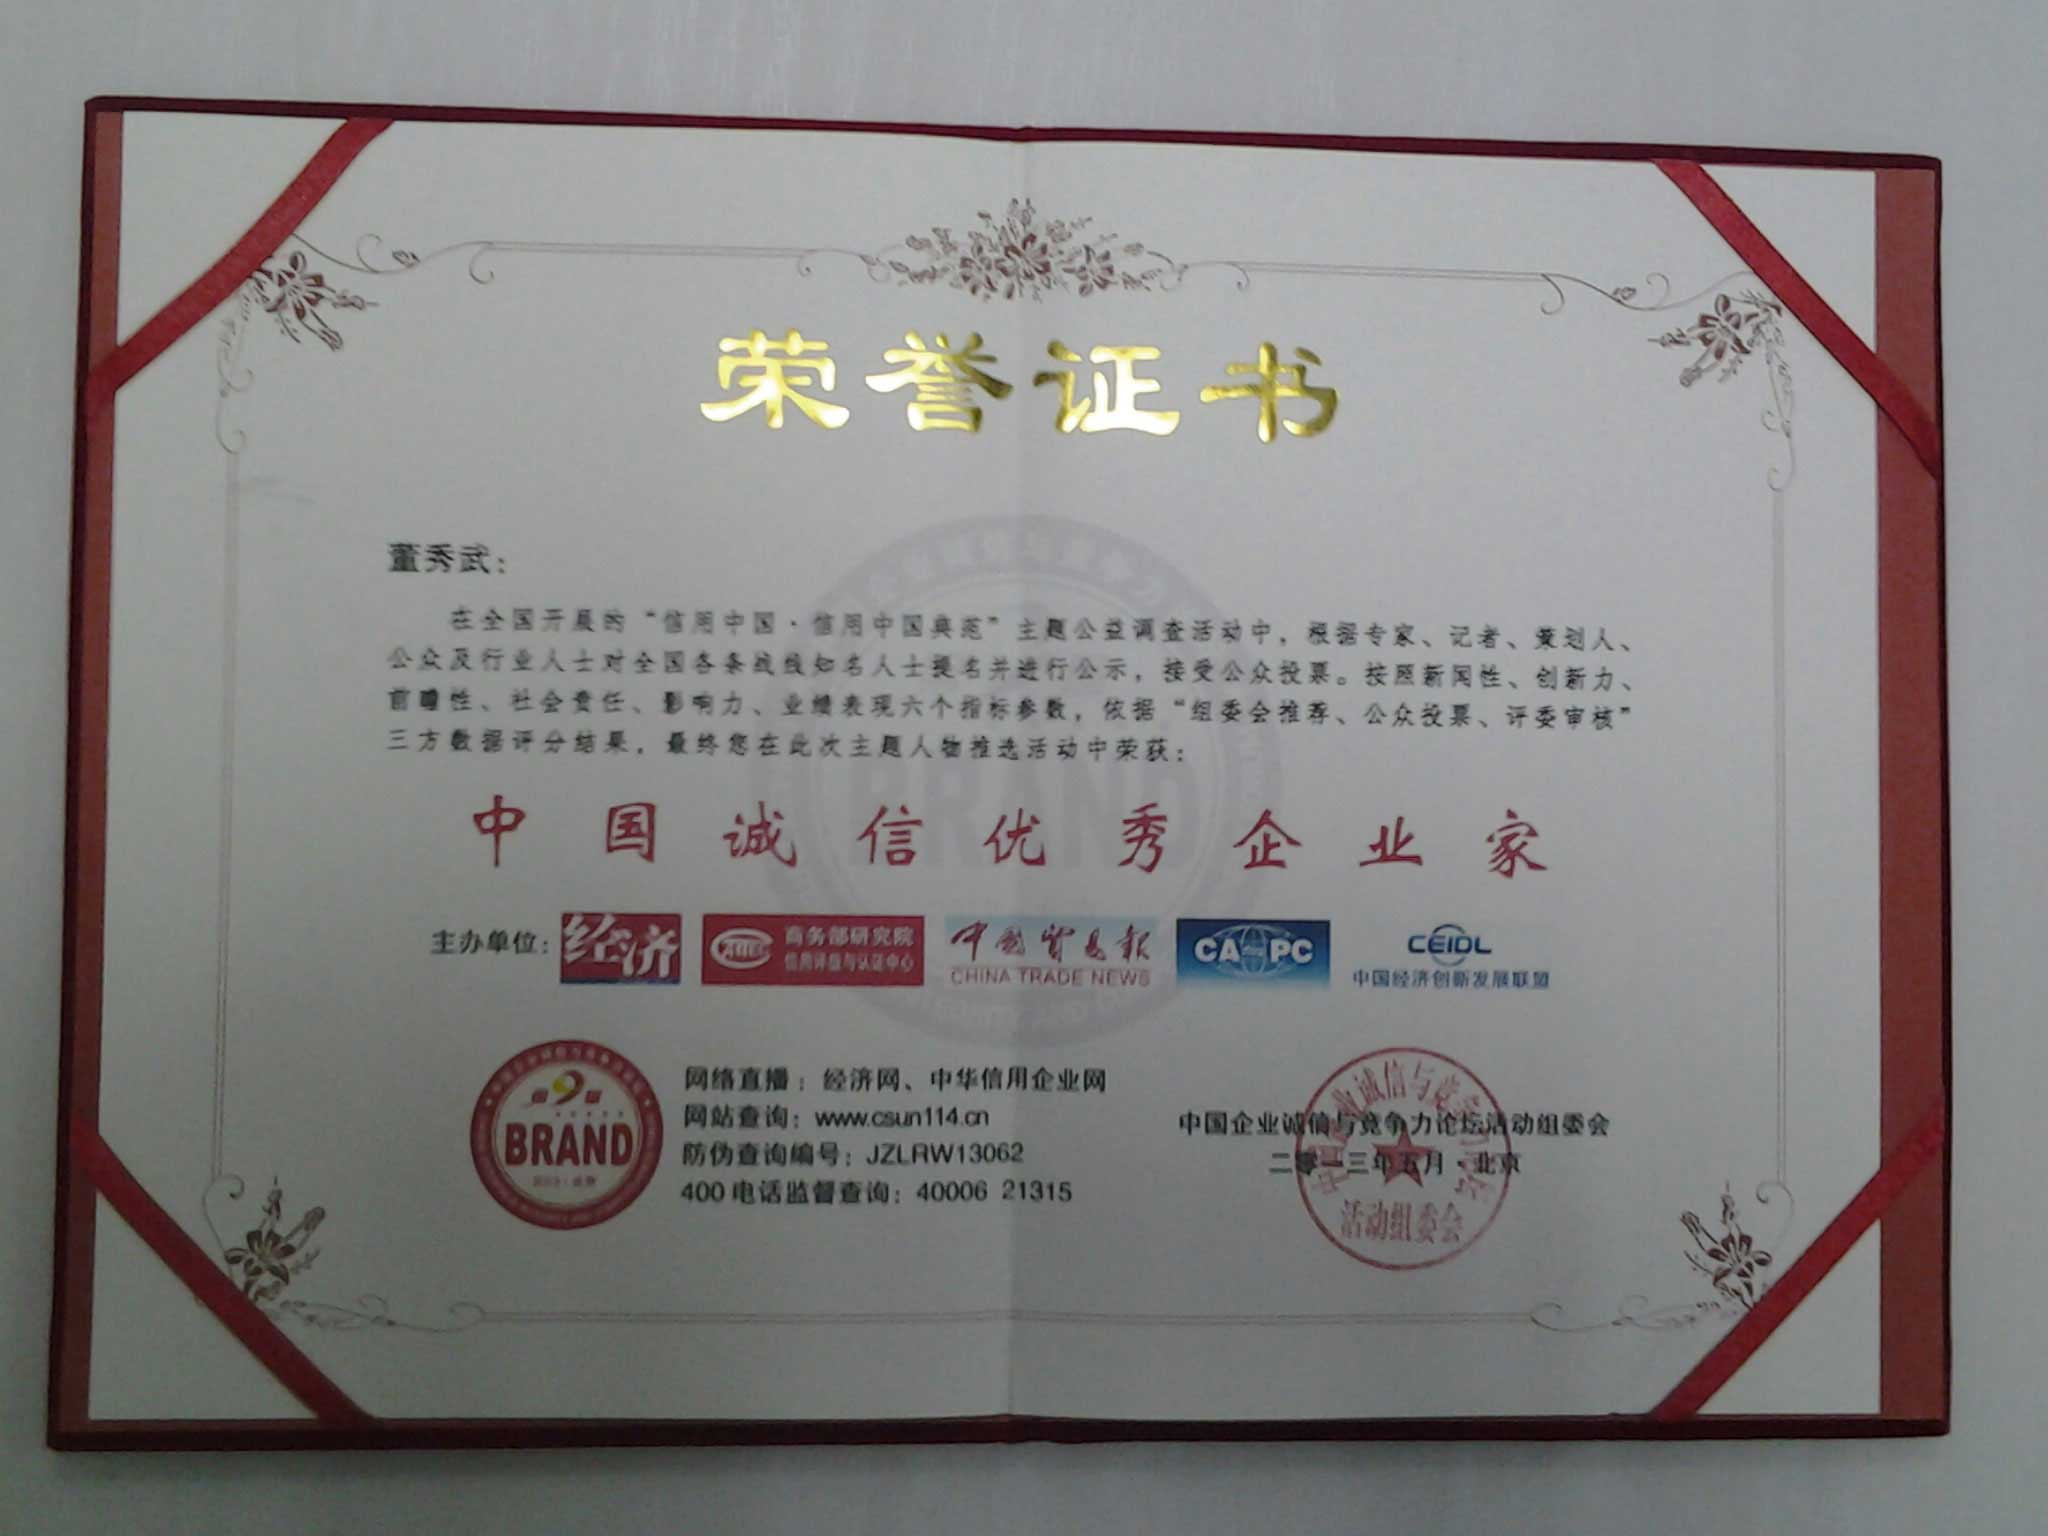 荣誉证书
董秀武：
在全国开展的“信用中国·信用中国典范”主题公益调查活动中，根据专家、记者、策划人、
公众及行业人士对全国各条战线知名人士提名并进行公示，接受公众投票。按照新闻性、创新力、
前瞻性、社会责任、影响力、业绩表现六个指标参数，依据“组委会推荐、公众投票、评委审核”
三方数据评分结果，最终您在此次主题人物推选活动中荣获：
中国诚信优秀企业家
主办单位：
经济
商务部研究院
信用评级与认证中心
中国贸易报
CHINA TRADE NEWS
CA PC
CEIDL
中国经济创新发展联盟
BRAND
网络直播：经济网、中华信用企业网
网站查询：www.csun114.cn
防伪查询编号：JZLRW13062
400电话监督查询：40006 21315
中国企业诚信与竞争力论坛活动组委会
二零一三年五月·北京
中国企业诚信与竞争力论坛
活动组委会
BRAND